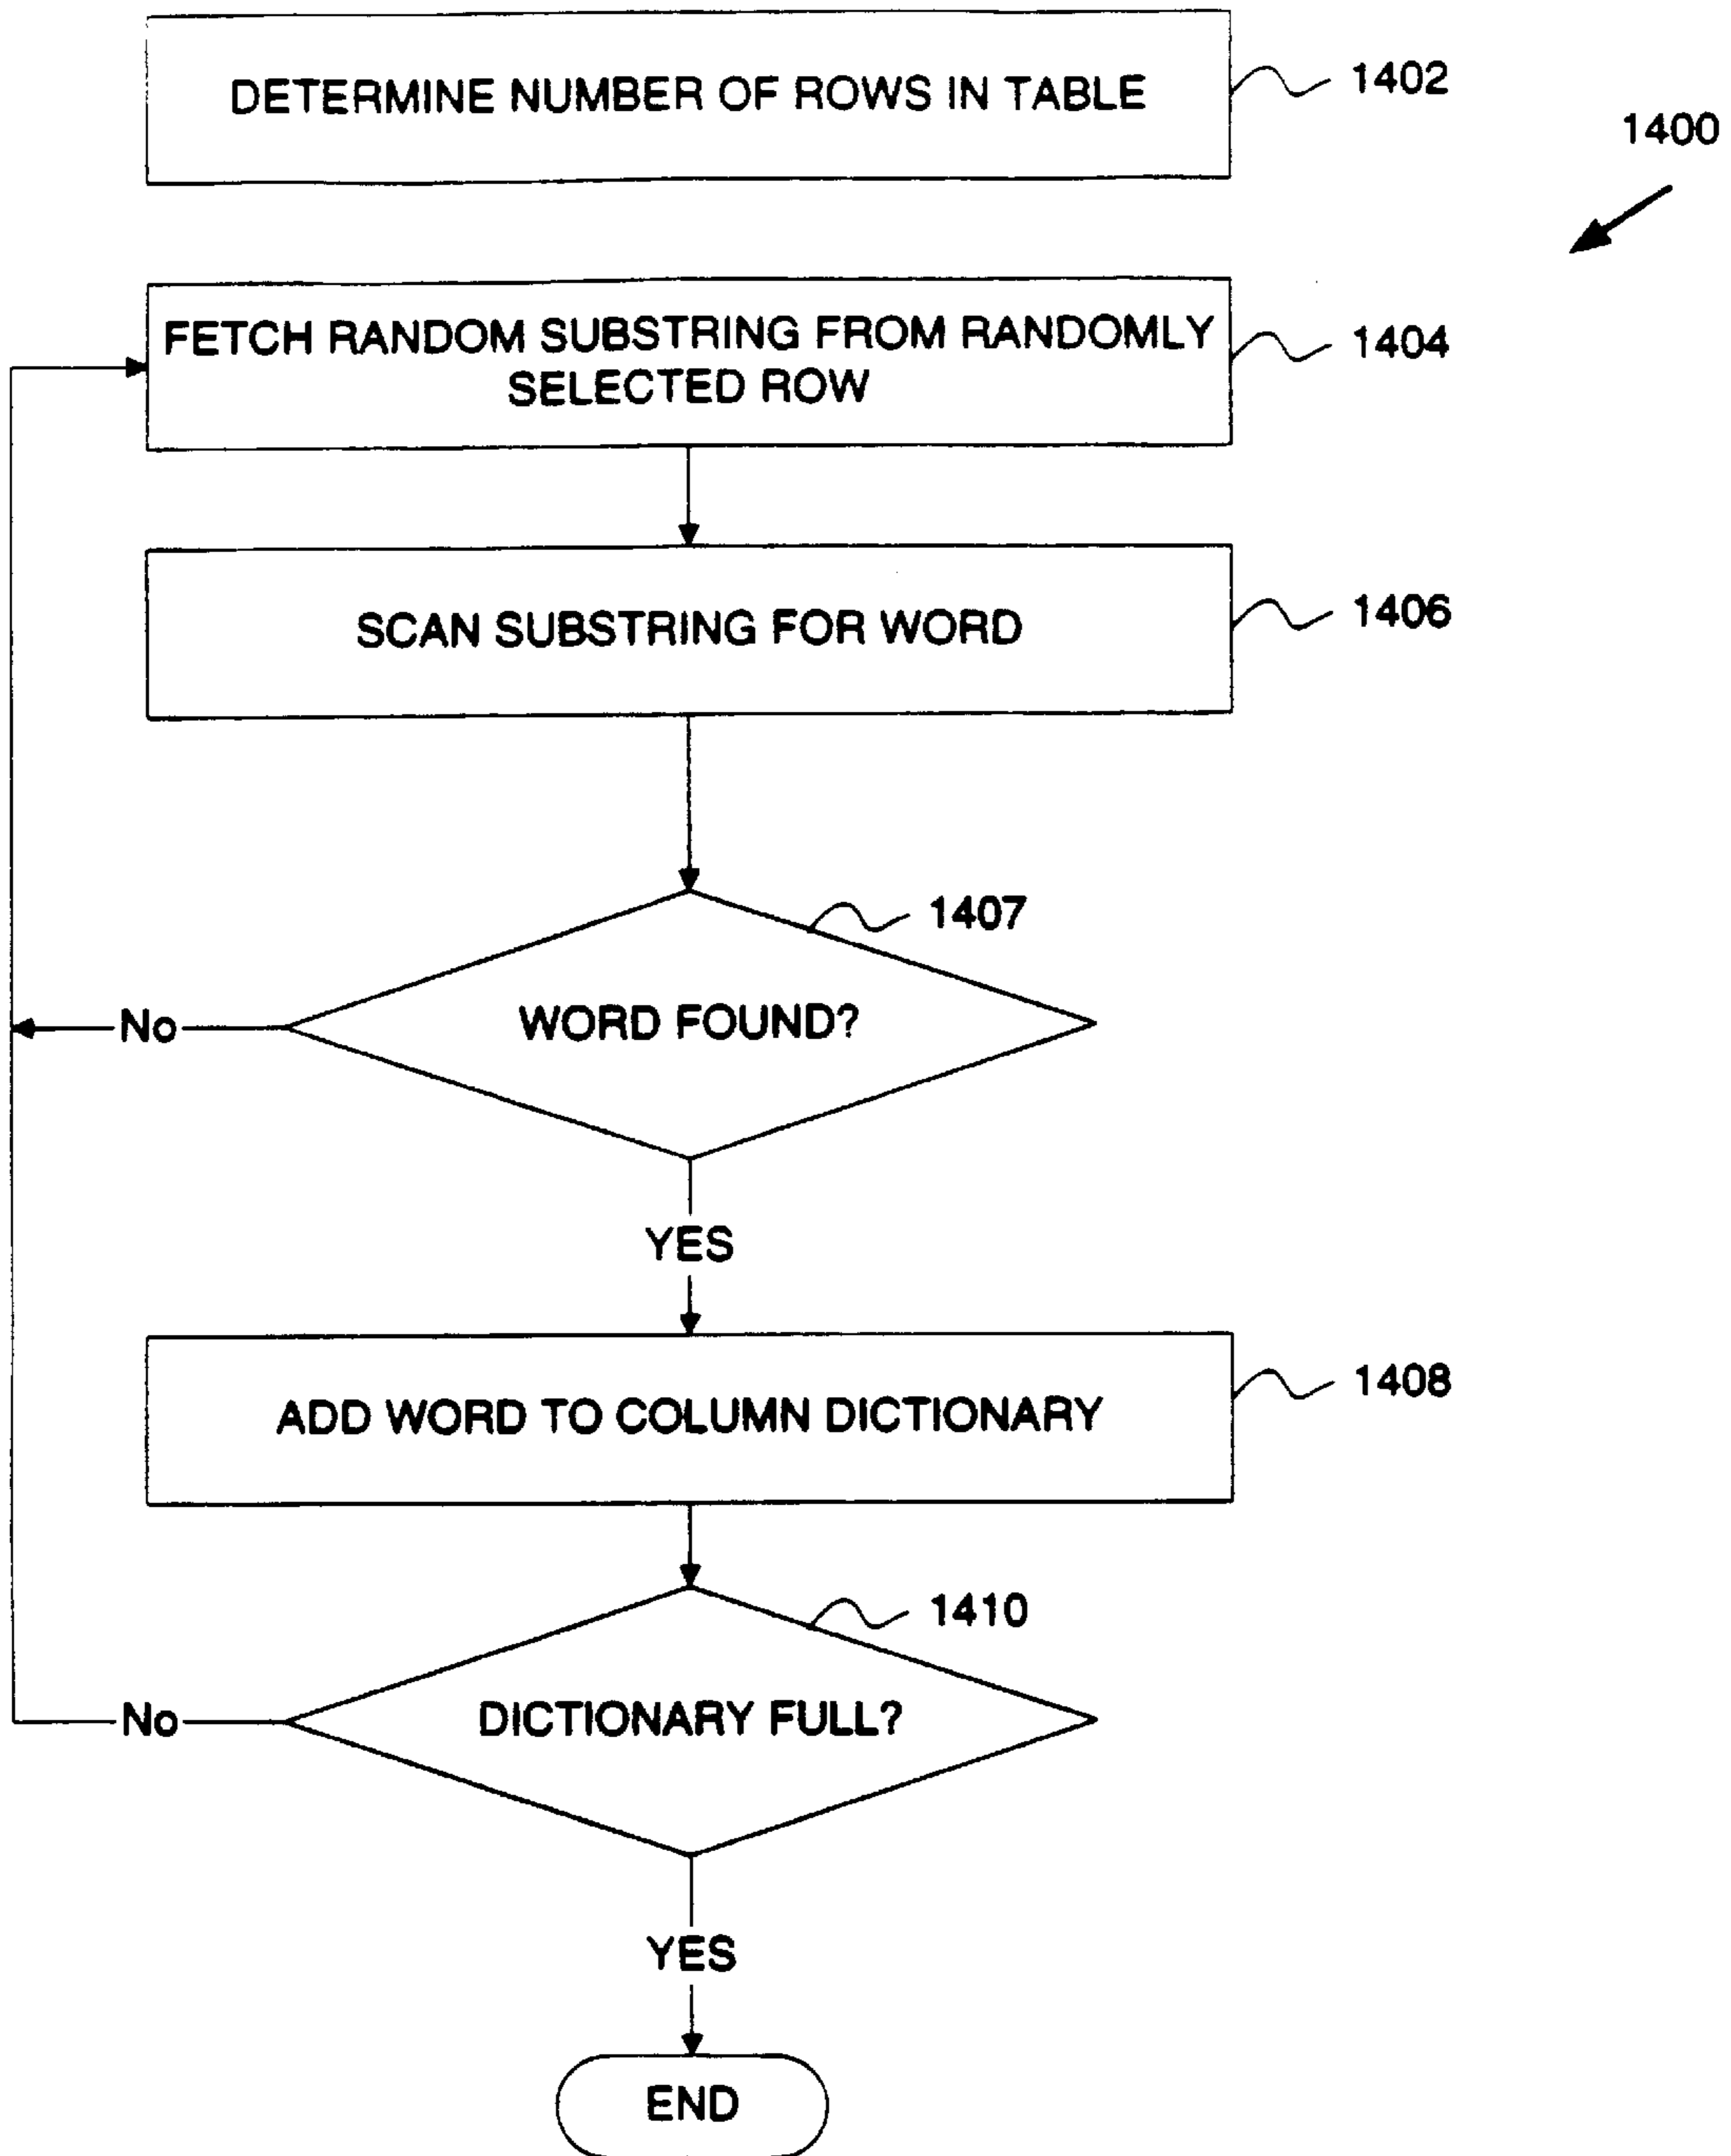 DETERMINE NUMBER OF ROWS IN TABLE
1402
1400
FETCH RANDOM SUBSTRING FROM RANDOMLY
SELECTED ROW
1404
SCAN SUBSTRING FOR WORD
1406
1407
WORD FOUND?
No
YES
ADD WORD TO COLUMN DICTIONARY
1408
1410
DICTIONARY FULL?
No
YES
END